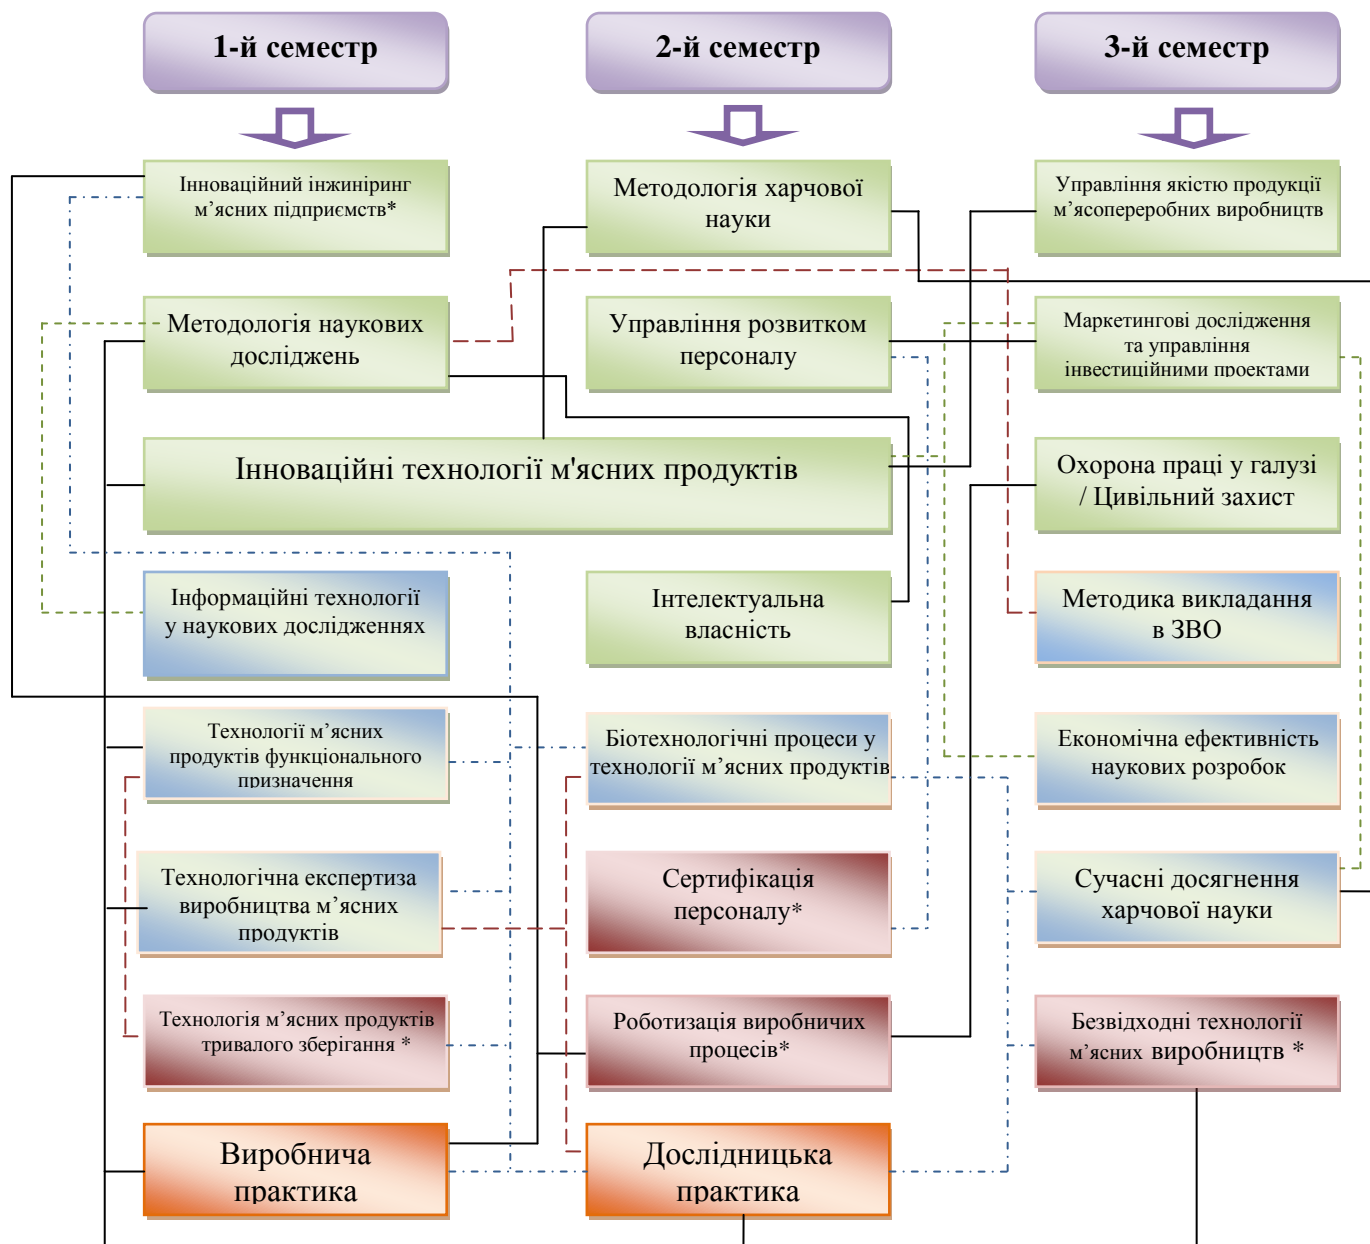 1-й семестр
2-й семестр
3-й семестр
Інноваційний інжиніринг
м’ясних підприємств*
Методологія харчової
науки
Управління якістю продукції
м’ясопереробних виробництв
Методологія наукових
досліджень
Управління розвитком
персоналу
Маркетингові дослідження
та управління
інвестиційними проектами
Інноваційні технології м'ясних продуктів
Охорона праці у галузі
/ Цивільний захист
Інформаційні технології
у наукових дослідженнях
Інтелектуальна
власність
Методика викладання
в ЗВО
Технології м’ясних
продуктів функціонального
призначення
Біотехнологічні процеси у
технології м’ясних продуктів
Економічна ефективність
наукових розробок
Технологічна експертиза
виробництва м’ясних
продуктів
Сертифікація
персоналу*
Сучасні досягнення
харчової науки
Технологія м’ясних продуктів
тривалого зберігання *
Роботизація виробничих
процесів*
Безвідходні технології
м’ясних виробництв *
Виробнича
практика
Дослідницька
практика